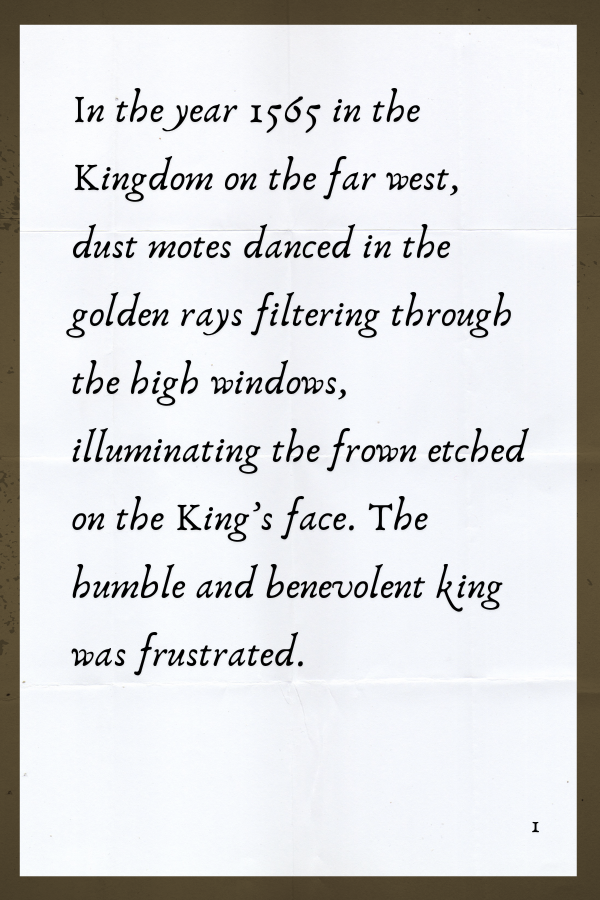 In the year 1565 in the
Kingdom on the far west,
dust motes danced in the
golden rays filtering through
the high windows,
illuminating the frown etched
on the King’s face. The
humble and benevolent king
was frustrated.
1